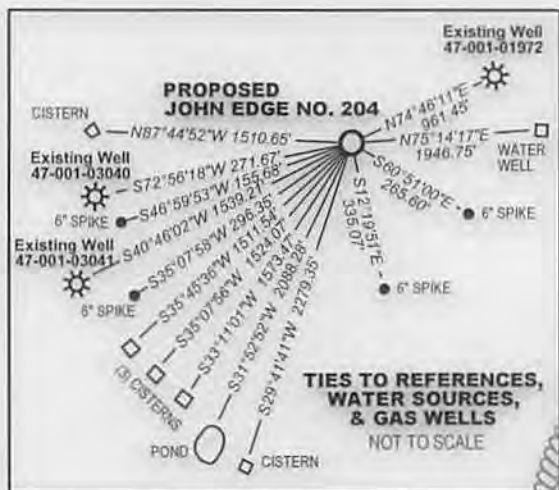 Existing Well
47-001-01972
PROPOSED
JOHN EDGE NO. 204
CISTERN
N87°44'52"W 1510.65'
N74°46'11"E
961.45'
N75°14'17"E
1946.75'
WATER
WELL
Existing Well
47-001-03040
S72°56'18"W 271.67'
S46°59'53"W 155.68'
6" SPIKE
S40°46'02"W 1539.21'
S60°51'00"E
265.60'
6" SPIKE
S12°19'51"E
335.07'
6" SPIKE
Existing Well
47-001-03041
S35°07'58"W 296.35'
6" SPIKE
S35°45'36"W 1511.54'
S35°07'56"W 1524.07'
S33°11'01"W 1573.47'
S31°52'52"W 2088.28'
S29°41'41"W 2279.35'
(3) CISTERNS
POND
CISTERN
TIES TO REFERENCES,
WATER SOURCES,
& GAS WELLS
NOT TO SCALE